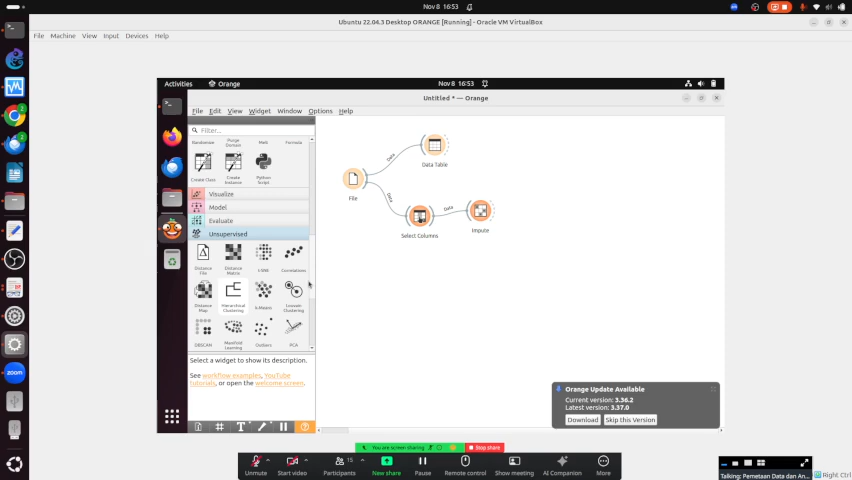 Nov 8 16:53
Ubuntu 22.04.3 Desktop ORANGE [Running] - Oracle VM VirtualBox
File Machine View Input Devices Help
Activities Orange Nov 8 16:53
Untitled * — Orange
File Edit View Widget Window Options Help
Filter...
Randomize Purge Domain Melt Formula
Create Class Create Instance Python Script
Visualize
Model
Evaluate
Unsupervised
Distance File Distance Matrix t-SNE Correlations
Distance Map Hierarchical Clustering k-Means Louvain Clustering
DBSCAN Manifold Learning Outliers PCA
Select a widget to show its description.
See workflow examples, YouTube
tutorials, or open the welcome screen.
File
Data
Data Table
Data
Select Columns
Data
Impute
Orange Update Available
Current version: 3.36.2
Latest version: 3.37.0
Download Skip this Version
You are screen sharing Stop share
Unmute Start video Participants 15 New share Pause Remote control Show meeting AI Companion More
Talking: Pemetaan Data dan An...
Right Ctrl
zoom